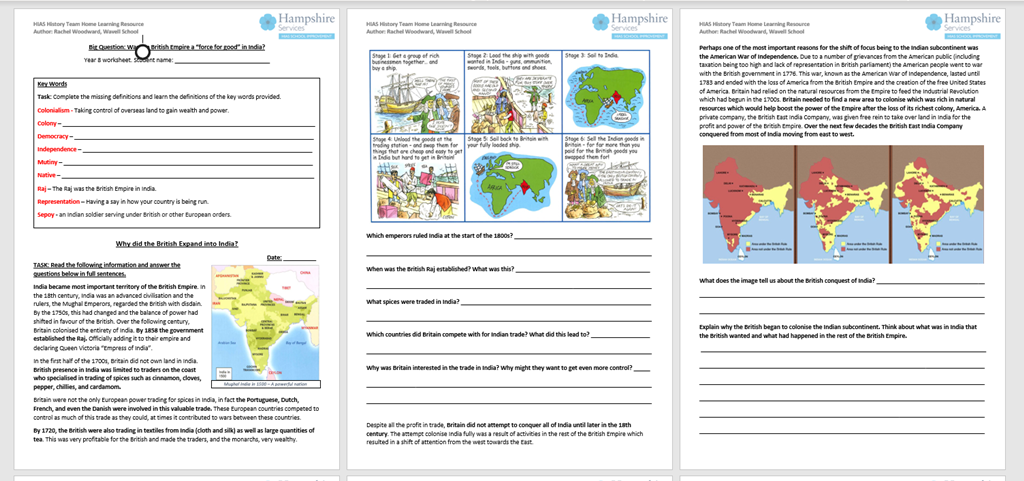 HIAS History Team Home Learning Resource
Author: Rachel Woodward, Wavell School
Hampshire
Services
HIAS SCHOOL IMPROVEMENT
Big Question: Was British Empire a "force for good" in India?
Year 8 worksheet. Student name:
Key Words
Task: Complete the missing definitions and learn the definitions of the key words provided.
Colonialism - Taking control of overseas land to gain wealth and power.
Colony –
Democracy –
Independence –
Mutiny –
Native –
Raj – The Raj was the British Empire in India.
Representation – Having a say in how your country is being run.
Sepoy - an Indian soldier serving under British or other European orders.
Why did the British Expand into India?
Date:
TASK: Read the following information and answer the
questions below in full sentences.
India became most important territory of the British Empire. In
the 18th century, India was an advanced civilisation and the
rulers, the Mughal Emperors, regarded the British with disdain.
By the 1750s, this had changed and the balance of power had
shifted in favour of the British. Over the following century,
Britain colonised the entirety of India. By 1858 the government
established the Raj. Officially adding it to their empire and
declaring Queen Victoria "Empress of India".
In the first half of the 1700s, Britain did not own land in India.
British presence in India was limited to traders on the coast
who specialised in trading of spices such as cinnamon, cloves,
pepper, chillies, and cardamom.
Mughal India in 1500 – A powerful nation
Britain were not the only European power trading for spices in India, in fact the Portuguese, Dutch,
French, and even the Danish were involved in this valuable trade. These European countries competed to
control as much of this trade as they could, at times it contributed to wars between these countries.
By 1720, the British were also trading in textiles from India (cloth and silk) as well as large quantities of
tea. This was very profitable for the British and made the traders, and the monarchs, very wealthy.
HIAS History Team Home Learning Resource
Author: Rachel Woodward, Wavell School
Hampshire
Services
HIAS SCHOOL IMPROVEMENT
Stage 1: Get a group of rich
businessmen together... and
buy a ship.
Stage 2: Load the ship with goods
wanted in India - guns, ammunition,
swords, tools, buttons and shoes.
Stage 3: Sail to India.
AFRICA
Stage 4: Unload the goods at the
trading station - and swap them for
things that are cheap and easy to get
in India but hard to get in Britain!
Stage 5: Sail back to Britain with
your fully loaded ship.
AFRICA
Stage 6: Sell the Indian goods in
Britain - for far more than you
paid for the British goods you
swapped them for!
Which emperors ruled India at the start of the 1800s?
When was the British Raj established? What was this?
What spices were traded in India?
Which countries did Britain compete with for Indian trade? What did this lead to?
Why was Britain interested in the trade in India? Why might they want to get even more control?
Despite all the profit in trade, Britain did not attempt to conquer all of India until later in the 18th
century. The attempt colonise India fully was a result of activities in the rest of the British Empire which
resulted in a shift of attention from the west towards the East.
HIAS History Team Home Learning Resource
Author: Rachel Woodward, Wavell School
Hampshire
Services
HIAS SCHOOL IMPROVEMENT
Perhaps one of the most important reasons for the shift of focus being to the Indian subcontinent was
the American War of Independence. Due to a number of grievances from the American public (including
taxation being too high and lack of representation in British parliament) the American people went to war
with the British government in 1776. This war, known as the American War of Independence, lasted until
1783 and ended with the loss of America from the British Empire and the creation of the free United States
of America. Britain had relied on the natural resources from the Empire to feed the Industrial Revolution
which had begun in the 1700s. Britain needed to find a new area to colonise which was rich in natural
resources which would help boost the power of the Empire after the loss of its richest colony, America. A
private company, the British East India Company, was given free rein to take over land in India for the
profit and power of the British Empire. Over the next few decades the British East India Company
conquered from most of India moving from east to west.
What does the image tell us about the British conquest of India?
Explain why the British began to colonise the Indian subcontinent. Think about what was in India that
the British wanted and what had happened in the rest of the British Empire.